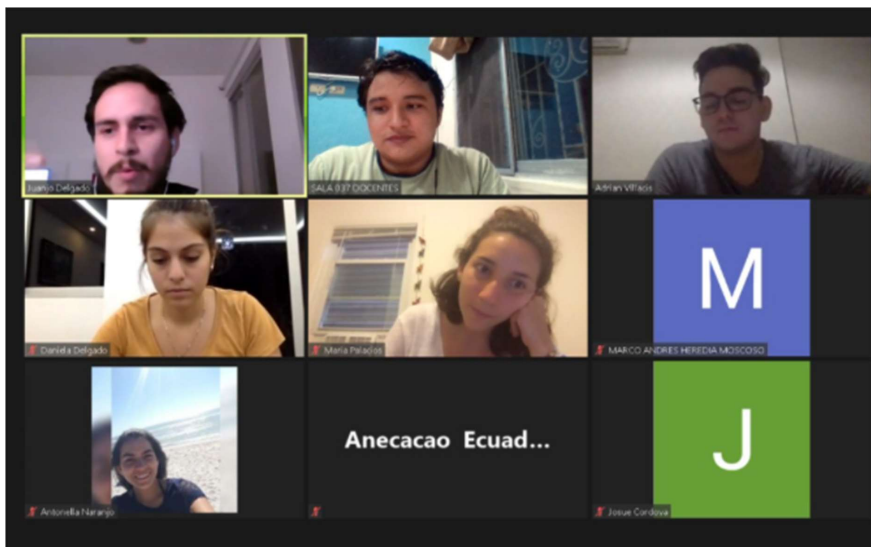 Juanjo Delgado
SALA 037 DOCENTES
Adrian Villacis
Daniela Delgado
Maria Palacios
M
MARCO ANDRES HEREDIA MOSCOSO
Antonella Naranjo
Anecacao Ecuad...
J
Josue Cordova